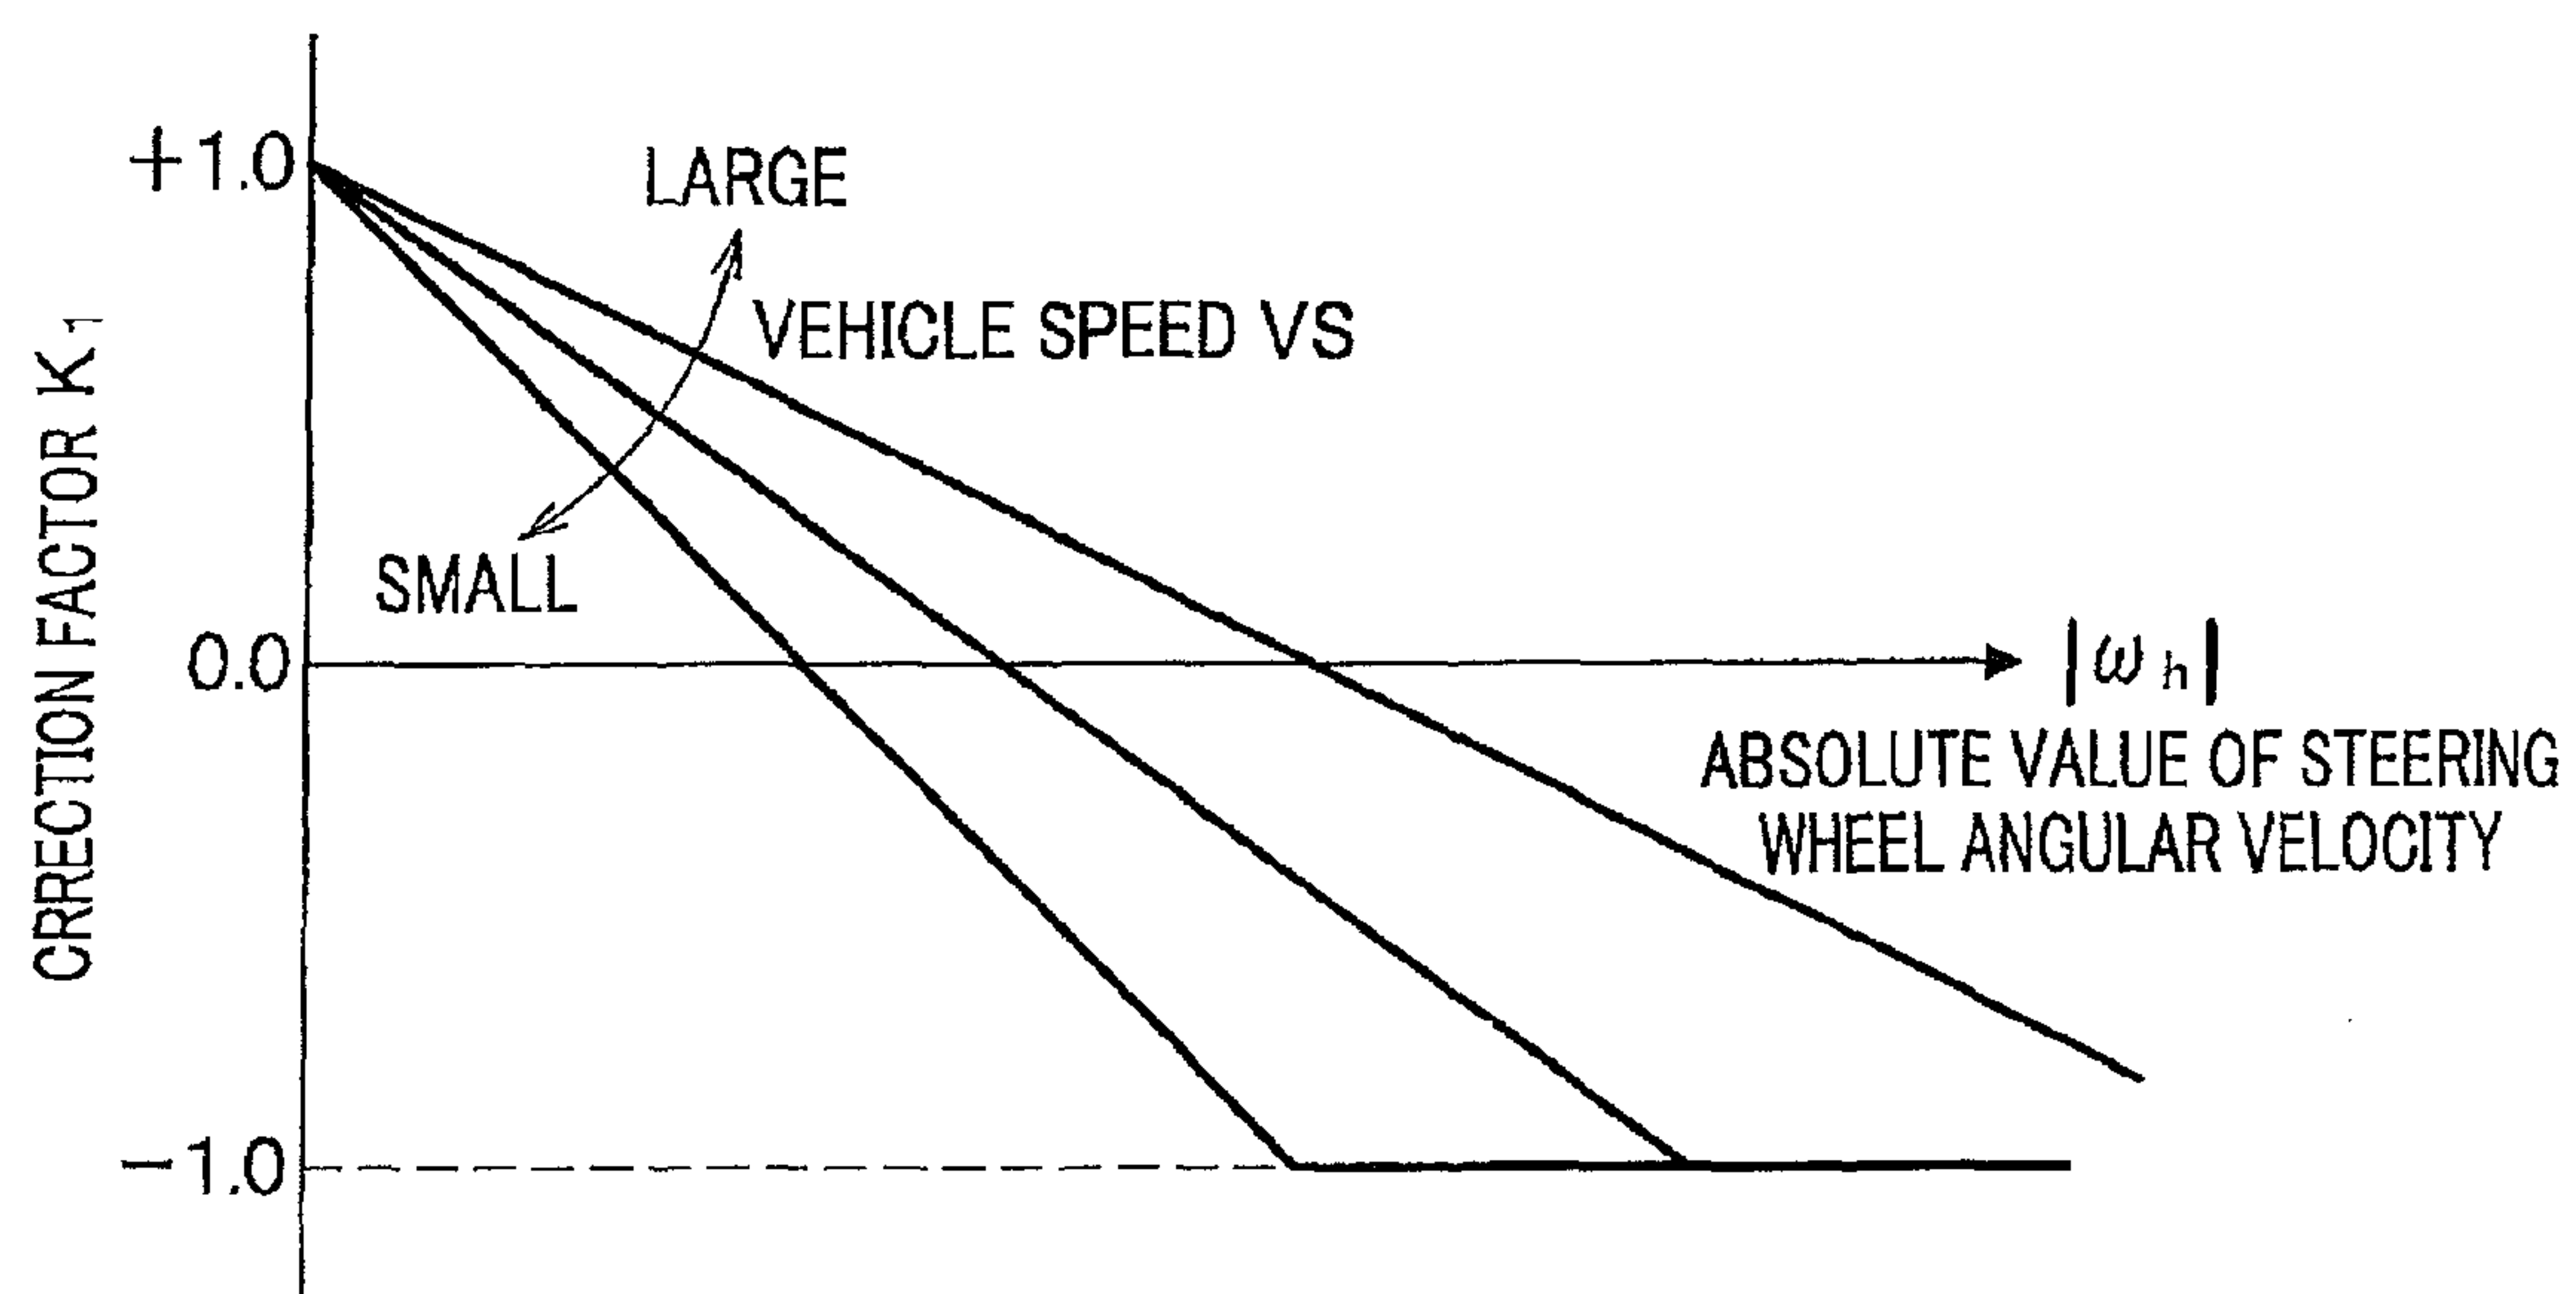 +1.0
LARGE
VEHICLE SPEED VS
SMALL
CRRECTION FACTOR K1
0.0
|ωh|
ABSOLUTE VALUE OF STEERING
WHEEL ANGULAR VELOCITY
-1.0